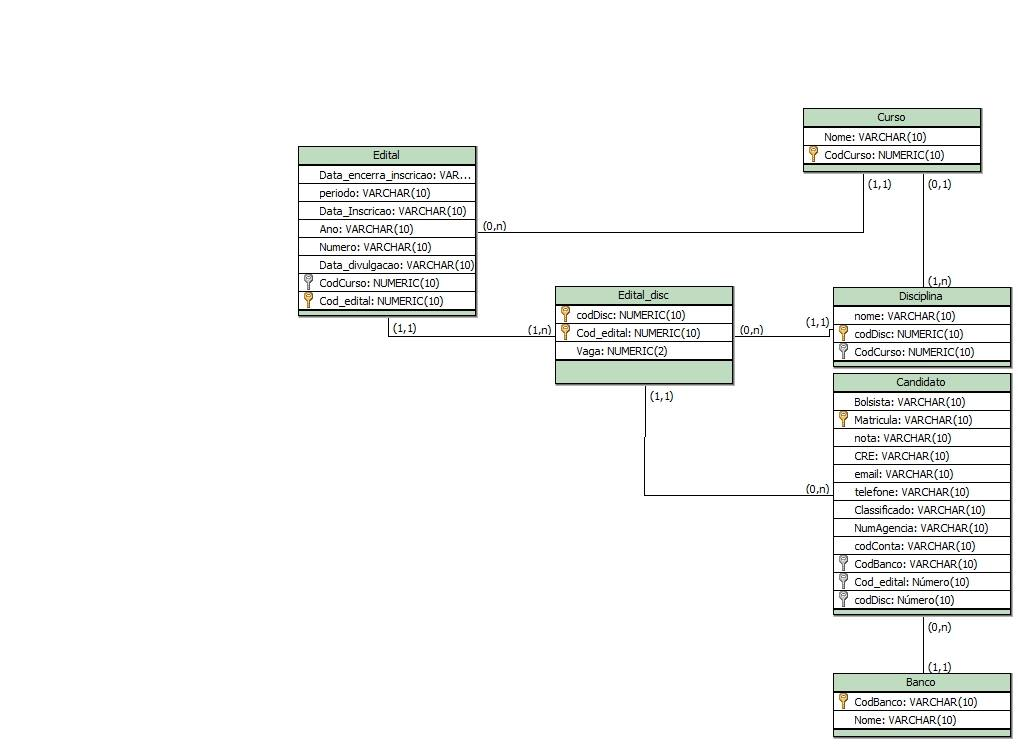 Curso
Nome: VARCHAR(10)
CodCurso: NUMERIC(10)
(1,1)
(0,1)
Edital
Data_encerra_inscricao: VAR...
periodo: VARCHAR(10)
Data_Inscricao: VARCHAR(10)
Ano: VARCHAR(10)
Numero: VARCHAR(10)
Data_divulgacao: VARCHAR(10)
CodCurso: NUMERIC(10)
Cod_edital: NUMERIC(10)
(0,n)
(1,1)
(1,n)
Edital_disc
codDisc: NUMERIC(10)
Cod_edital: NUMERIC(10)
Vaga: NUMERIC(2)
(0,n)
(1,1)
(1,1)
(1,n)
Disciplina
nome: VARCHAR(10)
codDisc: NUMERIC(10)
CodCurso: NUMERIC(10)
Candidato
Bolsista: VARCHAR(10)
Matricula: VARCHAR(10)
nota: VARCHAR(10)
CRE: VARCHAR(10)
email: VARCHAR(10)
telefone: VARCHAR(10)
Classificado: VARCHAR(10)
NumAgencia: VARCHAR(10)
codConta: VARCHAR(10)
CodBanco: VARCHAR(10)
Cod_edital: Número(10)
codDisc: Número(10)
(0,n)
(0,n)
(1,1)
Banco
CodBanco: VARCHAR(10)
Nome: VARCHAR(10)